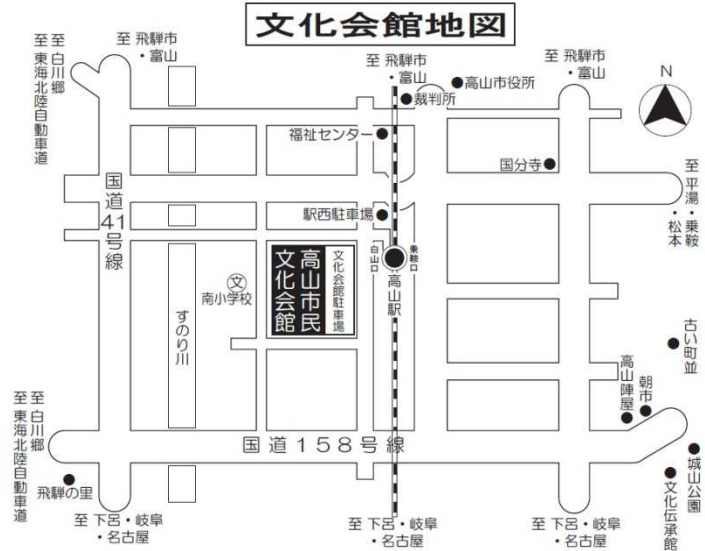 文化会館地図
至 白川郷
至 東海北陸自動車道
至 飛騨市
・富山
至 飛騨市
・富山
高山市役所
裁判所
至 飛騨市
・富山
N
福祉センター
国分寺
国道41号線
駅西駐車場
至 平湯・乗鞍
・松本
文
南小学校
高山市民
文化会館
文化会館駐車場
白山口
乗鞍口
高山駅
すのり川
古い町並
朝市
高山陣屋
至 白川郷
至 東海北陸自動車道
国道158号線
飛騨の里
城山公園
文化伝承館
至 下呂・岐阜
・名古屋
至 下呂・岐阜
・名古屋
至 下呂・岐阜
・名古屋